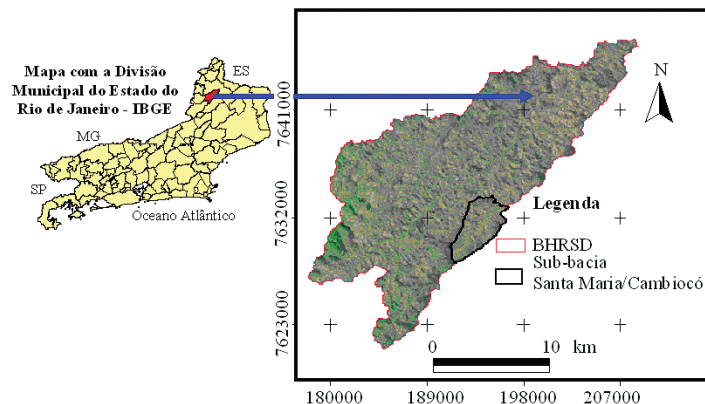 Mapa com a Divisão
Municipal do Estado do
Rio de Janeiro - IBGE
ES
MG
SP
Oceano Atlântico
N
7641000
7632000
7623000
Legenda
BHRSD
Sub-bacia
Santa Maria/Cambiocó
0 10
km
180000 189000 198000 207000